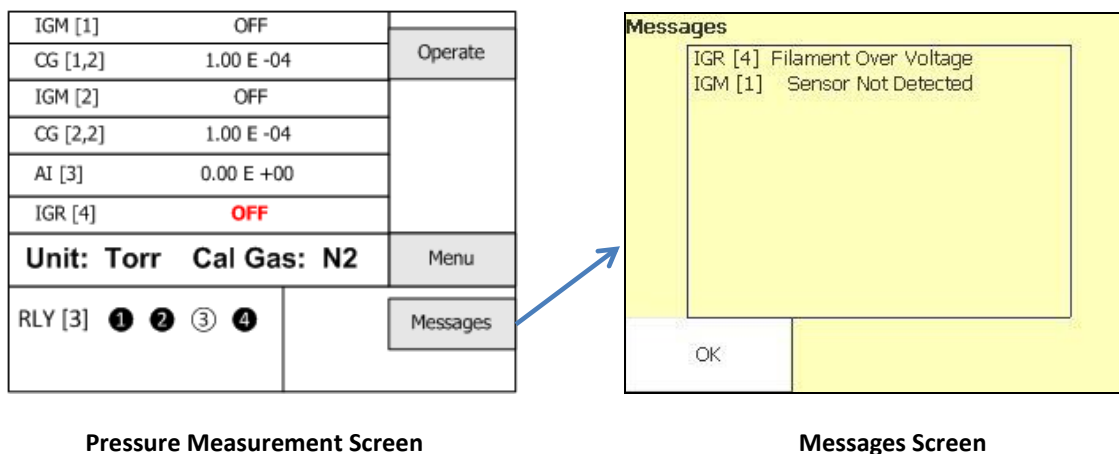 IGM [1] OFF
CG [1,2] 1.00 E -04
IGM [2] OFF
CG [2,2] 1.00 E -04
AI [3] 0.00 E +00
IGR [4] OFF
Unit: Torr Cal Gas: N2
RLY [3] ❶ ❷ ③ ❹
Operate
Menu
Messages
Messages
IGR [4] Filament Over Voltage
IGM [1] Sensor Not Detected
OK
Pressure Measurement Screen
Messages Screen